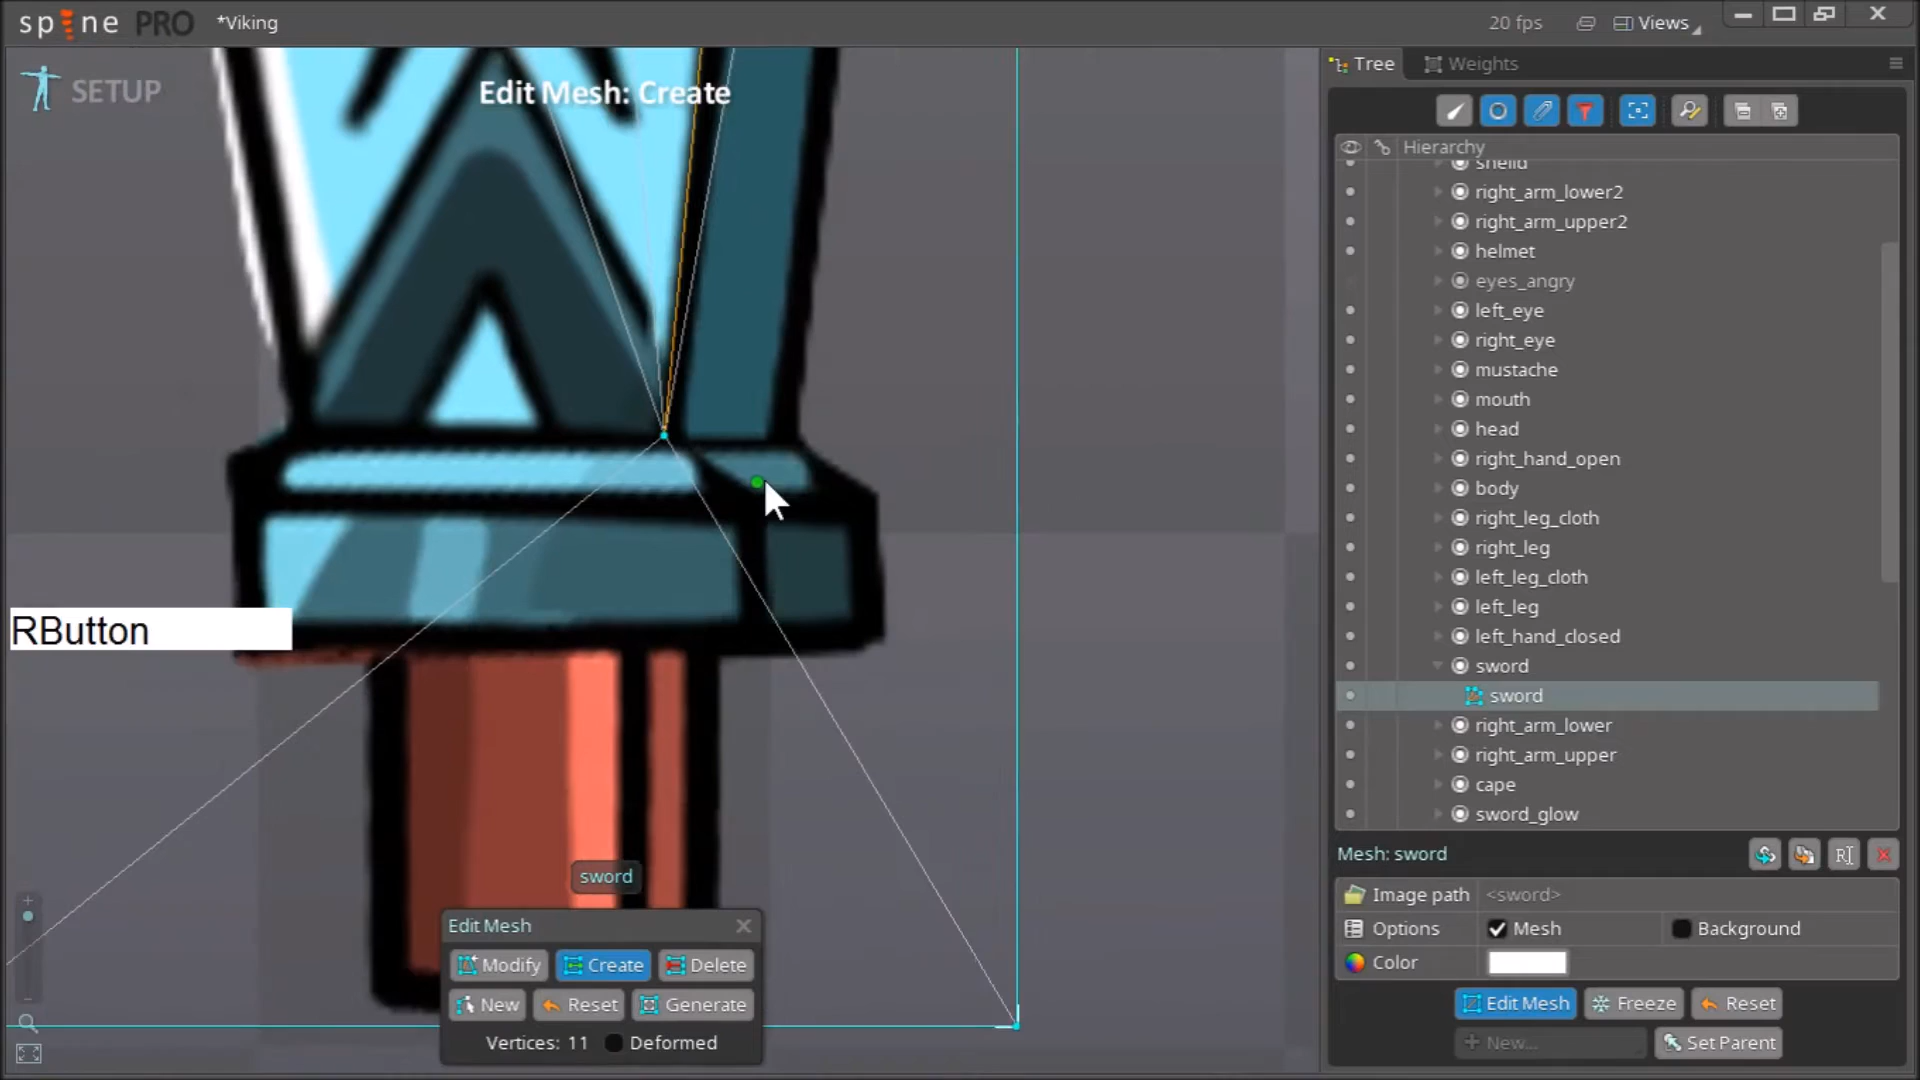 spine PRO *Viking 20 fps Views
SETUP
Edit Mesh: Create
Tree Weights
Hierarchy
sheild
right_arm_lower2
right_arm_upper2
helmet
eyes_angry
left_eye
right_eye
mustache
mouth
head
right_hand_open
body
right_leg_cloth
right_leg
left_leg_cloth
left_leg
left_hand_closed
sword
sword
right_arm_lower
right_arm_upper
cape
sword_glow
RButton
sword
Edit Mesh
Modify Create Delete
New Reset Generate
Vertices: 11 Deformed
Mesh: sword
Image path <sword>
Options Mesh Background
Color
Edit Mesh Freeze Reset
New... Set Parent